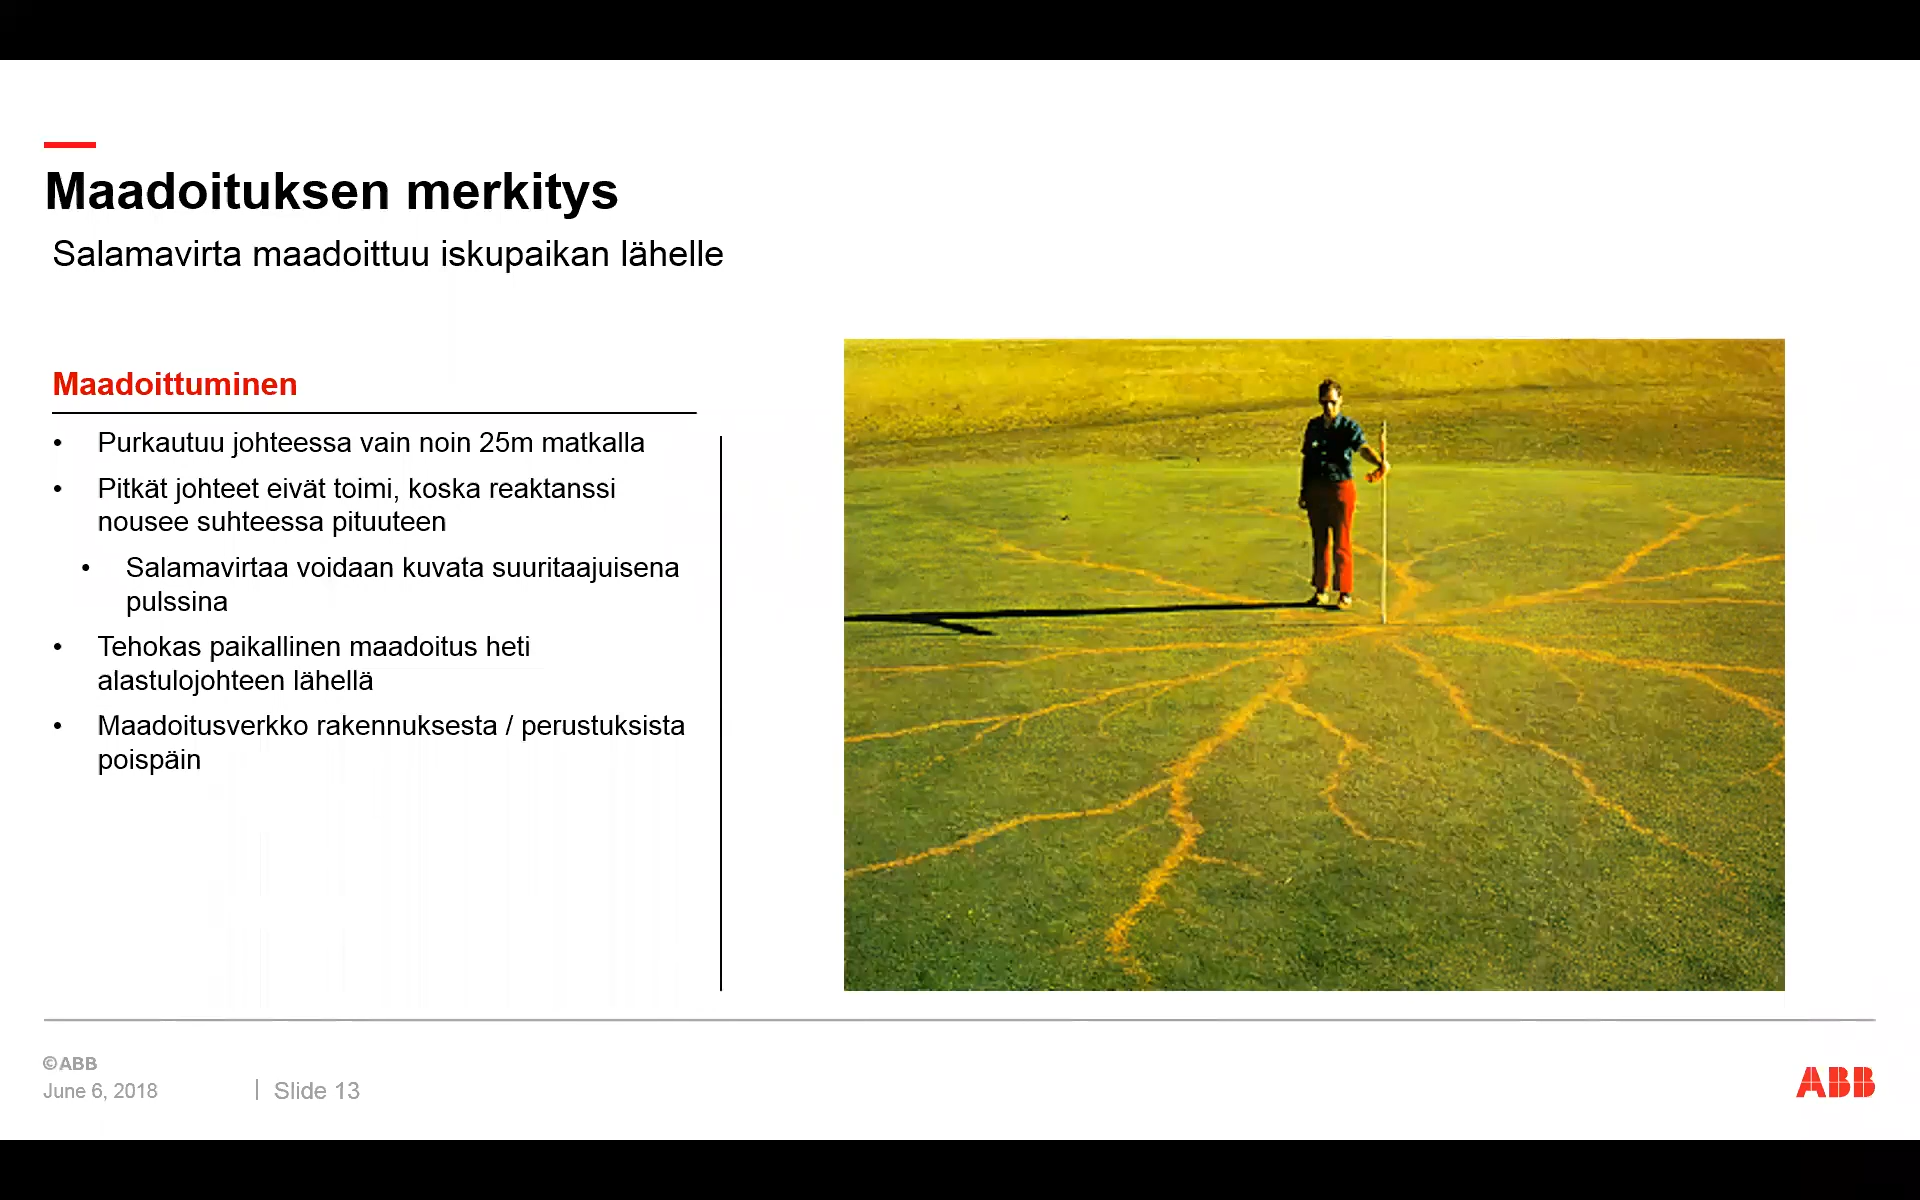 Maadoituksen merkitys
Salamavirta maadoittuu iskupaikan lähelle
Maadoittuminen
• Purkautuu johteessa vain noin 25m matkalla
• Pitkät johteet eivät toimi, koska reaktanssi
nousee suhteessa pituuteen
• Salamavirtaa voidaan kuvata suuritaajuisena
pulssina
• Tehokas paikallinen maadoitus heti
alastulojohteen lähellä
• Maadoitusverkko rakennuksesta / perustuksista
poispäin
©ABB
June 6, 2018 | Slide 13
ABB